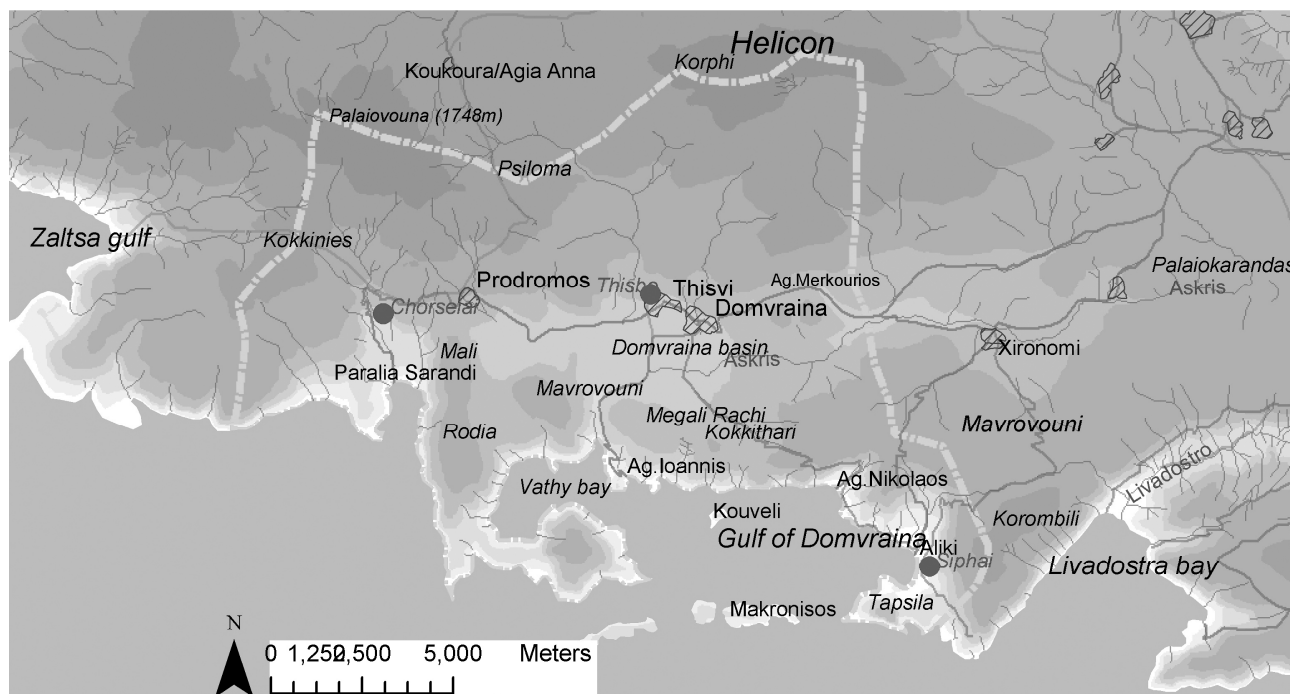 Helicon
Korphi
Koukoura/Agia Anna
Palaiovouna (1748m)
Psiloma
Zaltsa gulf
Kokkinies
Palaiokarandas
Askris
Prodromos
Thisbe
Thisvi
Ag.Merkourios
Chorseiai
Domvraina
Mali
Domvraina basin
Askris
Xironomi
Paralia Sarandi
Mavrovouni
Megali Rachi
Kokkithari
Mavrovouni
Rodia
Ag.Ioannis
Vathy bay
Ag.Nikolaos
Livadostro
Kouveli
Korombili
Gulf of Domvraina
Aliki
Siphai
Livadostra bay
Makronisos
Tapsila
N
0 1,250 2,500 5,000 Meters